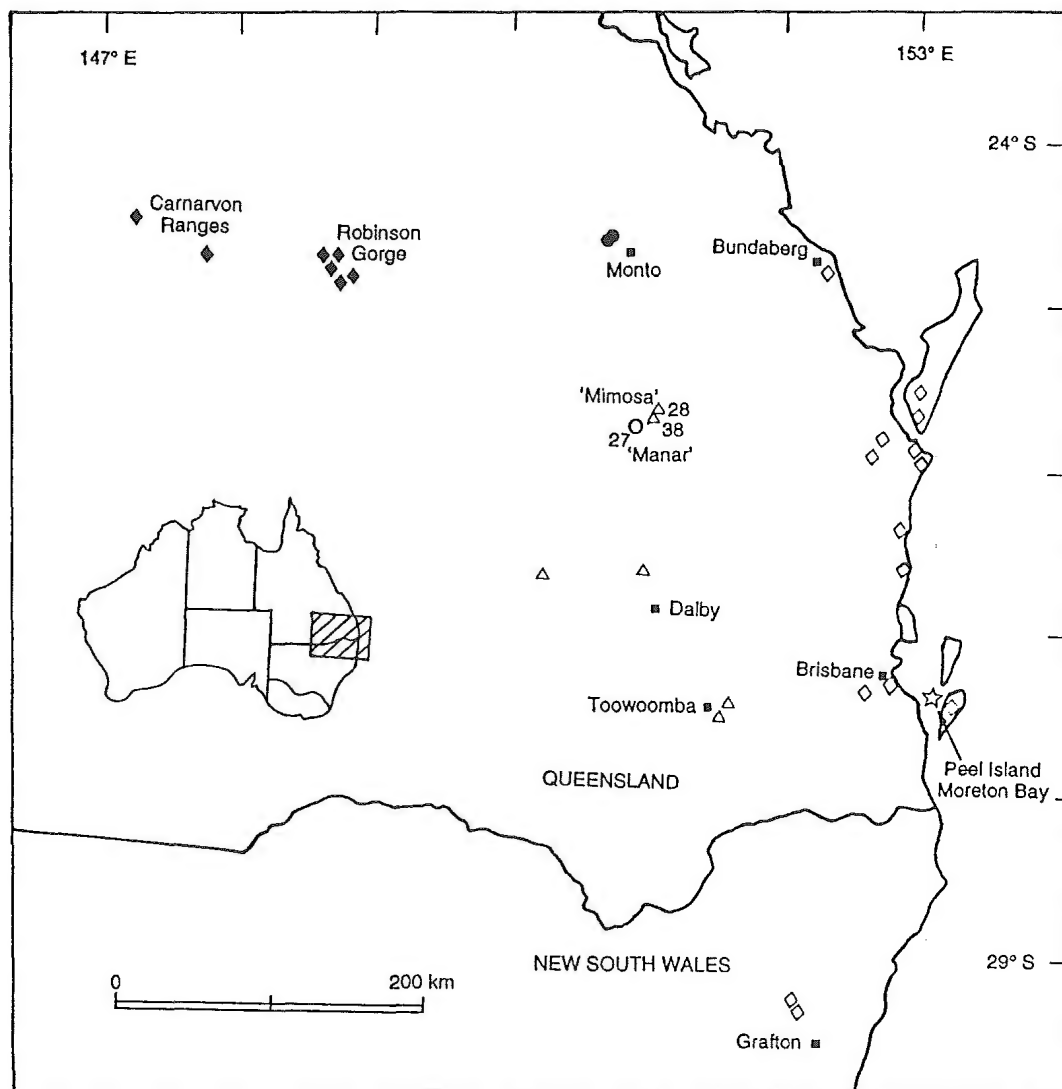 147° E
153° E
24° S
Carnarvon
Ranges
Robinson
Gorge
Monto
Bundaberg
'Mimosa'
28
38
27
'Manar'
Dalby
Brisbane
Toowoomba
Peel Island
Moreton Bay
QUEENSLAND
NEW SOUTH WALES
29° S
0
200 km
Grafton